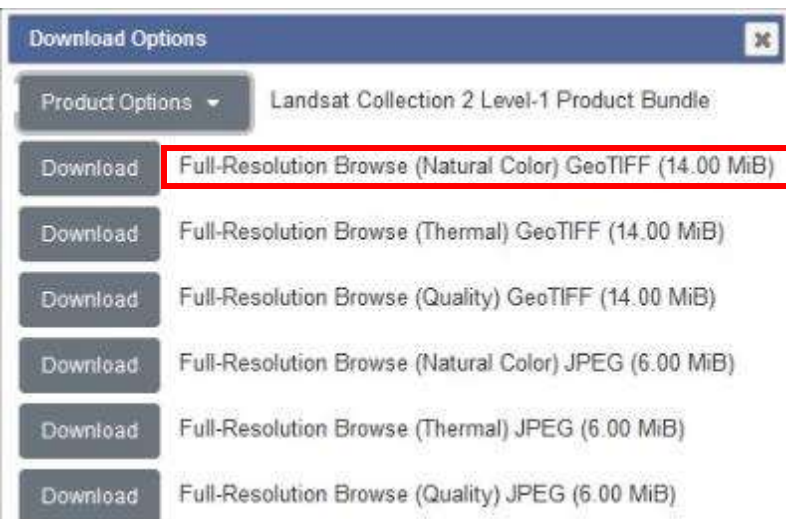 Download Options
Product Options Landsat Collection 2 Level-1 Product Bundle
Download Full-Resolution Browse (Natural Color) GeoTIFF (14.00 MiB)
Download Full-Resolution Browse (Thermal) GeoTIFF (14.00 MiB)
Download Full-Resolution Browse (Quality) GeoTIFF (14.00 MiB)
Download Full-Resolution Browse (Natural Color) JPEG (6.00 MiB)
Download Full-Resolution Browse (Thermal) JPEG (6.00 MiB)
Download Full-Resolution Browse (Quality) JPEG (6.00 MiB)